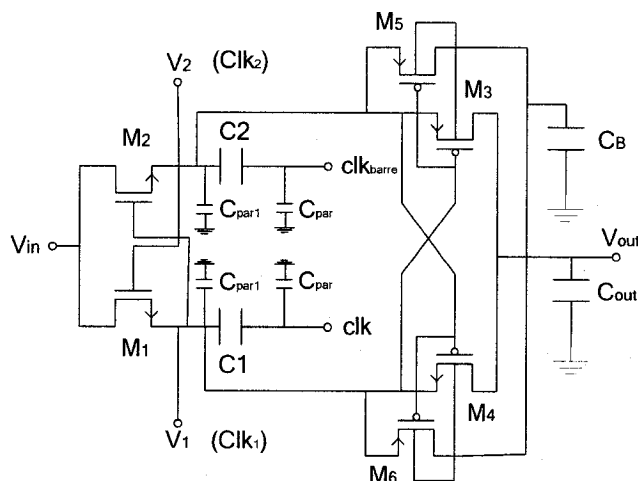 M5
V2 (Clk2)
M3
M2
C2
CB
clkbarre
Cpar1 Cpar
Vin
Vout
Cpar1 Cpar
Cout
clk
M1
C1
M4
V1 (Clk1)
M6